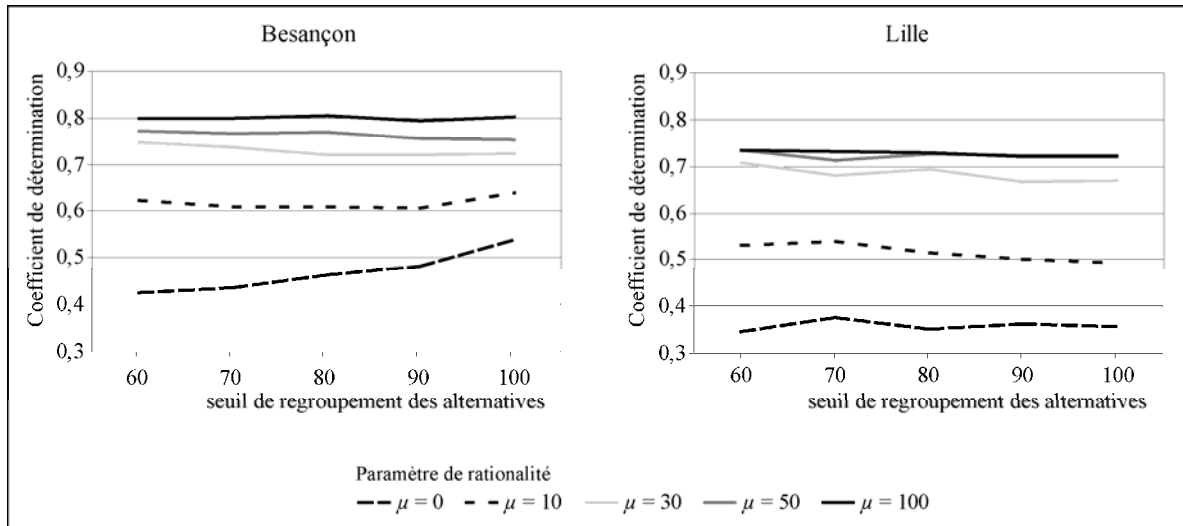 Besançon
Coefficient de détermination
0,9
0,8
0,7
0,6
0,5
0,4
0,3
60 70 80 90 100
seuil de regroupement des alternatives
Lille
Coefficient de détermination
0,9
0,8
0,7
0,6
0,5
0,4
0,3
60 70 80 90 100
seuil de regroupement des alternatives
Paramètre de rationalité
μ = 0 μ = 10 μ = 30 μ = 50 μ = 100